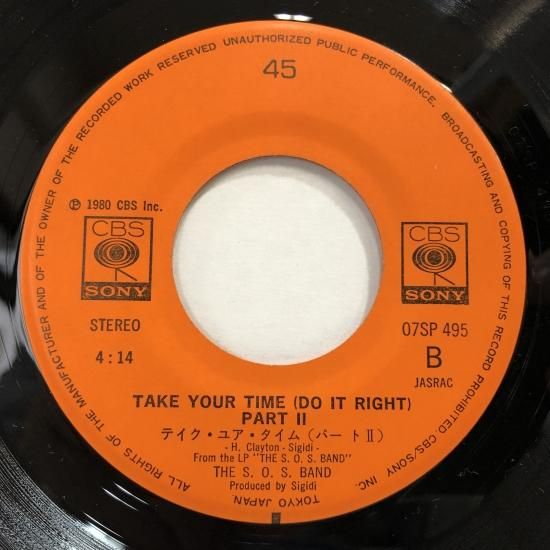 ALL RIGHTS OF THE MANUFACTURER AND OF THE OWNER OF THE RECORDED WORK RESERVED UNAUTHORIZED PUBLIC PERFORMANCE, BROADCASTING AND COPYING OF THIS RECORD PROHIBITED CBS/SONY INC.
TOKYO JAPAN.
45
℗ 1980 CBS Inc.
CBS
SONY
CBS
SONY
STEREO
07SP 495
4:14
B
JASRAC
TAKE YOUR TIME (DO IT RIGHT)
PART II
テイク・ユア・タイム (パートⅡ)
- H. Clayton - Sigidi -
From the LP "THE S. O. S. BAND"
THE S. O. S. BAND
Produced by Sigidi